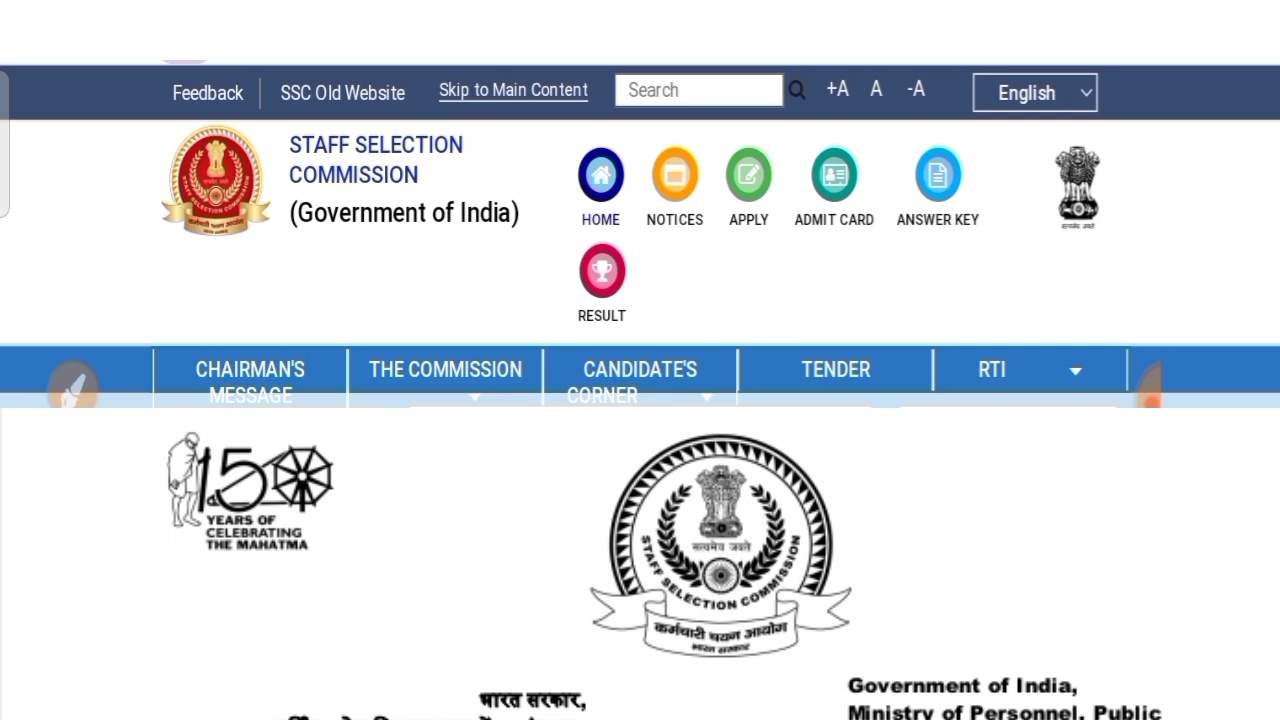 Feedback
SSC Old Website
Skip to Main Content
Search
+A A -A
English
STAFF SELECTION
COMMISSION
(Government of India)
HOME
NOTICES
APPLY
ADMIT CARD
ANSWER KEY
RESULT
CHAIRMAN'S
MESSAGE
THE COMMISSION
CANDIDATE'S
CORNER
TENDER
RTI
150
YEARS OF
CELEBRATING
THE MAHATMA
सत्यमेव जयते
STAFF SELECTION COMMISSION
कर्मचारी चयन आयोग
भारत सरकार
भारत सरकार,
Government of India,
Ministry of Personnel, Public